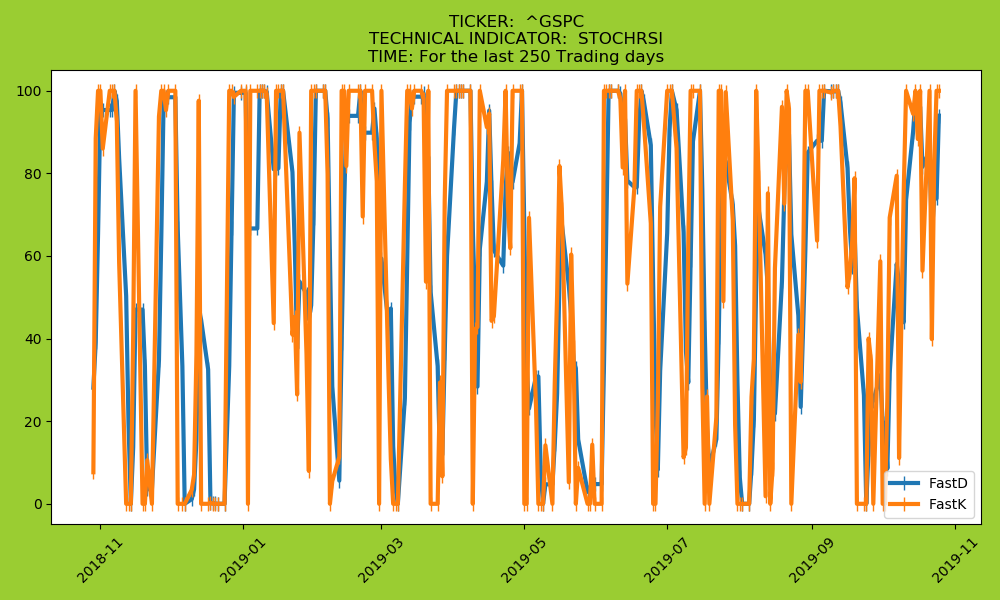 TICKER:  ^GSPC
TECHNICAL INDICATOR:  STOCHRSI
TIME: For the last 250 Trading days
100
80
60
40
20
0
FastD
FastK
2018-11
2019-01
2019-03
2019-05
2019-07
2019-09
2019-11